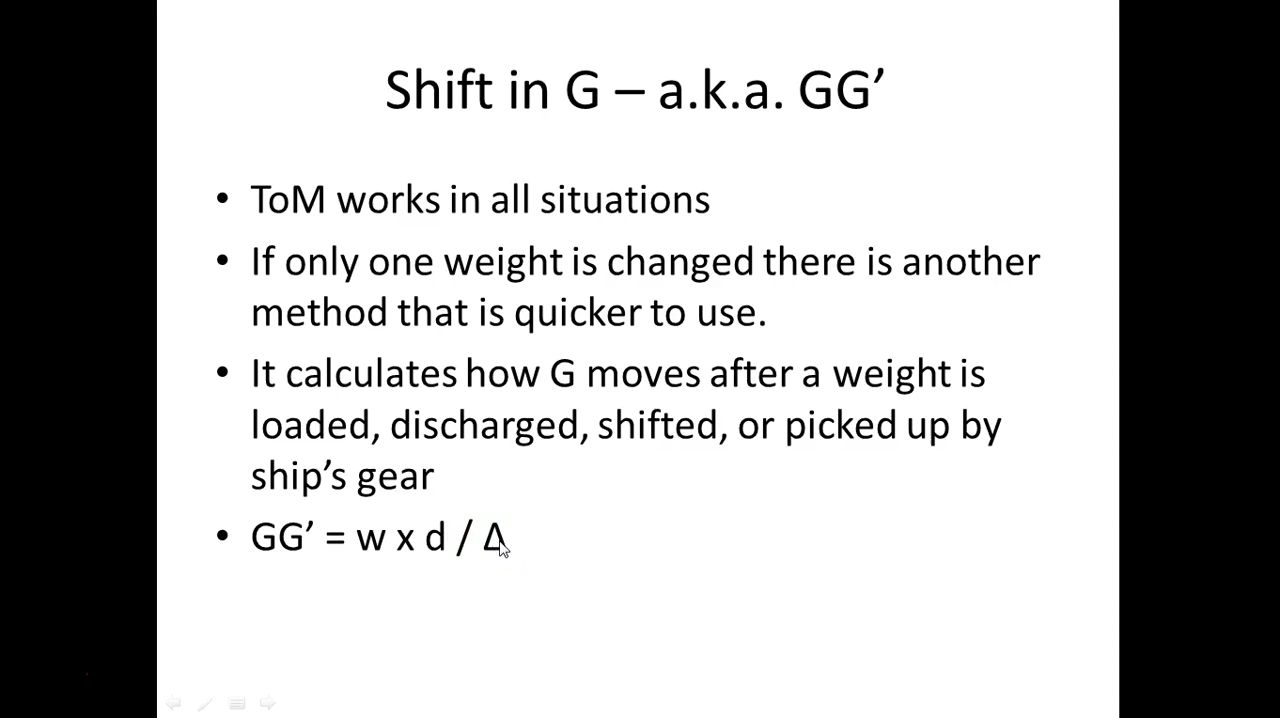 Shift in G – a.k.a. GG’
• ToM works in all situations
• If only one weight is changed there is another
method that is quicker to use.
• It calculates how G moves after a weight is
loaded, discharged, shifted, or picked up by
ship’s gear
• GG’ = w x d / Δ